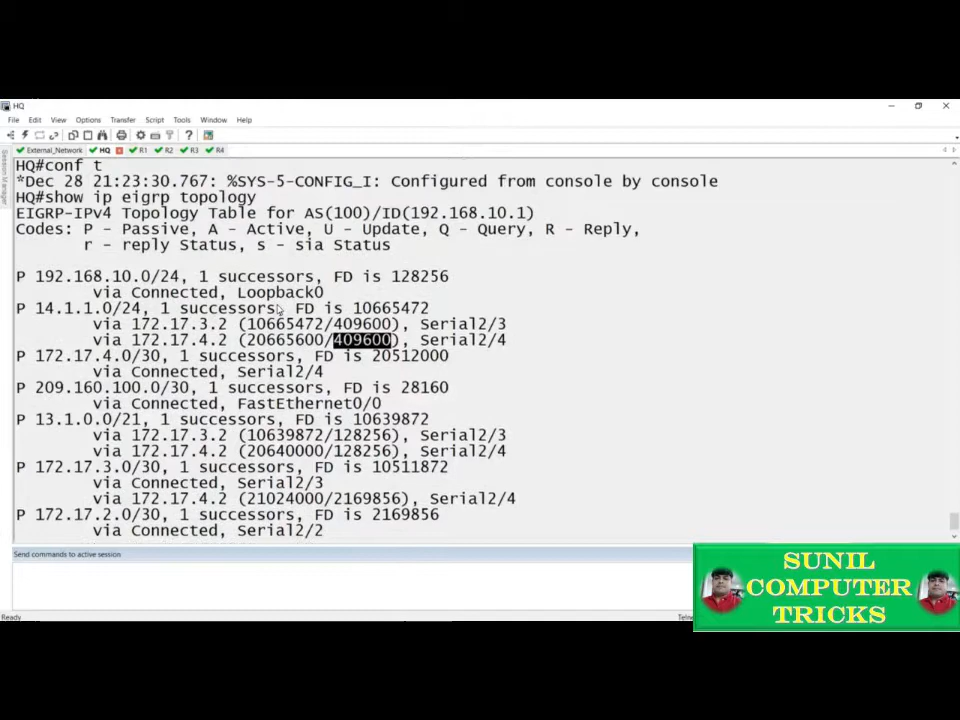 HQ
File Edit View Options Transfer Script Tools Window Help
External_Network HQ R1 R2 R3 R4
Session Manager
HQ#conf t
*Dec 28 21:23:30.767: %SYS-5-CONFIG_I: Configured from console by console
HQ#show ip eigrp topology
EIGRP-IPv4 Topology Table for AS(100)/ID(192.168.10.1)
Codes: P - Passive, A - Active, U - Update, Q - Query, R - Reply,
r - reply Status, s - sia Status
P 192.168.10.0/24, 1 successors, FD is 128256
via Connected, Loopback0
P 14.1.1.0/24, 1 successors, FD is 10665472
via 172.17.3.2 (10665472/409600), Serial2/3
via 172.17.4.2 (20665600/409600), Serial2/4
P 172.17.4.0/30, 1 successors, FD is 20512000
via Connected, Serial2/4
P 209.160.100.0/30, 1 successors, FD is 28160
via Connected, FastEthernet0/0
P 13.1.0.0/21, 1 successors, FD is 10639872
via 172.17.3.2 (10639872/128256), Serial2/3
via 172.17.4.2 (20640000/128256), Serial2/4
P 172.17.3.0/30, 1 successors, FD is 10511872
via Connected, Serial2/3
via 172.17.4.2 (21024000/2169856), Serial2/4
P 172.17.2.0/30, 1 successors, FD is 2169856
via Connected, Serial2/2
Send commands to active session
SUNIL
COMPUTER
TRICKS
Ready